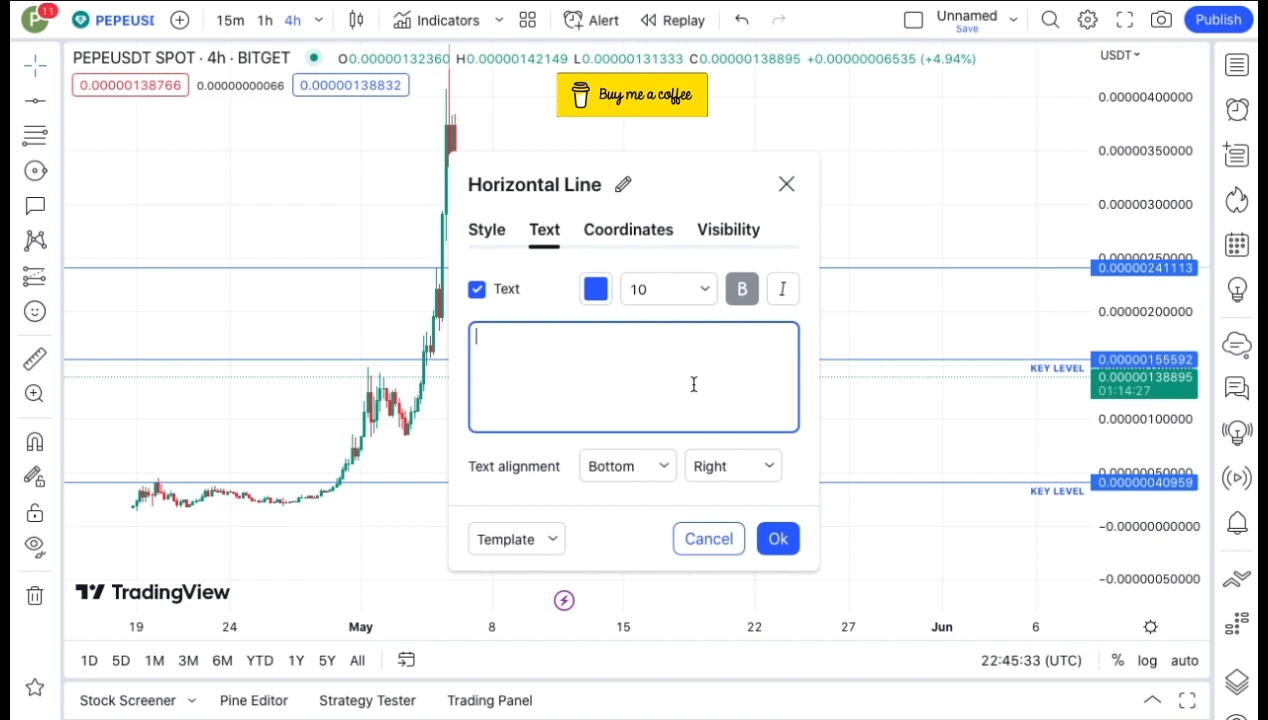 P 11 PEPEUSI 15m 1h 4h Indicators Alert Replay Unnamed Save Publish
PEPEUSDT SPOT · 4h · BITGET O0.00000132360 H0.00000142149 L0.00000131333 C0.00000138895 +0.00000006535 (+4.94%) USDT
0.00000138766 0.00000000066 0.00000138832
Buy me a coffee
0.00000400000
0.00000350000
0.00000300000
0.00000250000
0.00000241113
0.00000200000
0.00000155592
KEY LEVEL
0.00000138895
01:14:27
0.00000100000
0.00000050000
0.00000040959
KEY LEVEL
−0.00000000000
−0.00000050000
Horizontal Line
Style Text Coordinates Visibility
Text 10 B I
Text alignment Bottom Right
Template Cancel Ok
TradingView
19 24 May 8 15 22 27 Jun 6
1D 5D 1M 3M 6M YTD 1Y 5Y All 22:45:33 (UTC) % log auto
Stock Screener Pine Editor Strategy Tester Trading Panel